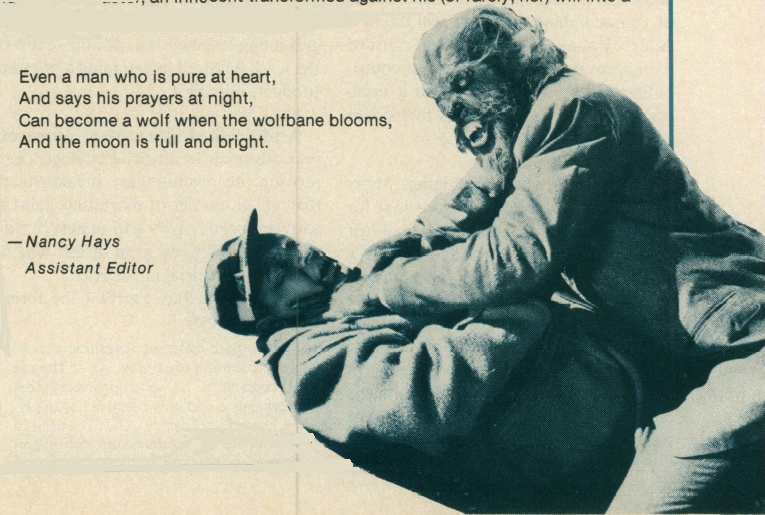 an innocent transformed against his (or rarely, her) will into a
Even a man who is pure at heart,
And says his prayers at night,
Can become a wolf when the wolfbane blooms,
And the moon is full and bright.
—Nancy Hays
Assistant Editor